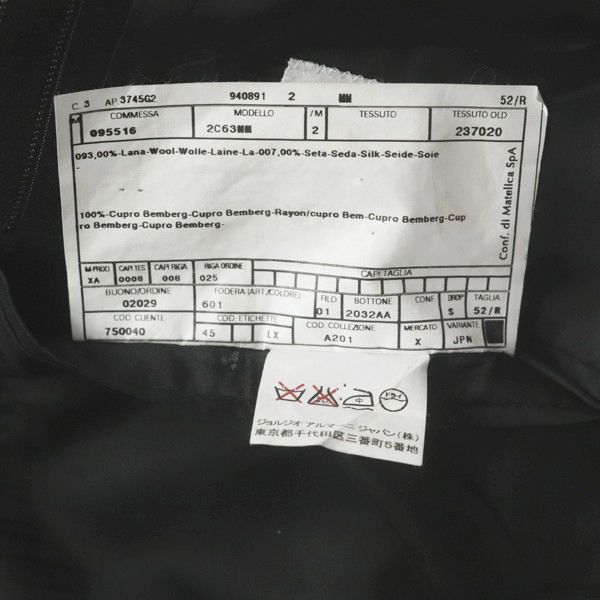 C. 3 AP 3745G2 940891 2 52/R
M COMMESSA MODELLO /M TESSUTO TESSUTO OLD
095516 2C63 2 237020
093,00%-Lana-Wool-Wolle-Laine-La-007,00%-Seta-Seda-Silk-Seide-Soie
100%-Cupro Bemberg-Cupro Bemberg-Rayon/cupro Bem-Cupro Bemberg-Cup
ro Bemberg-Cupro Bemberg-
Conf. di Matelica SpA
M.PROD CAPI TES CAPI RIGA RIGA ORDINE CAPI TAGLIA
XA 0008 008 025
BUONO/ORDINE FODERA (ART./COLORE) FILO BOTTONE CONF. DROP TAGLIA
02029 601 01 2032AA S 52/R
COD. CLIENTE COD. ETICHETTE COD. COLLEZIONE MERCATO VARIANTE
750040 45 LX A201 X JPN
中 ドライ
ジョルジオ アルマーニ ジャパン(株)
東京都千代田区三番町5番地